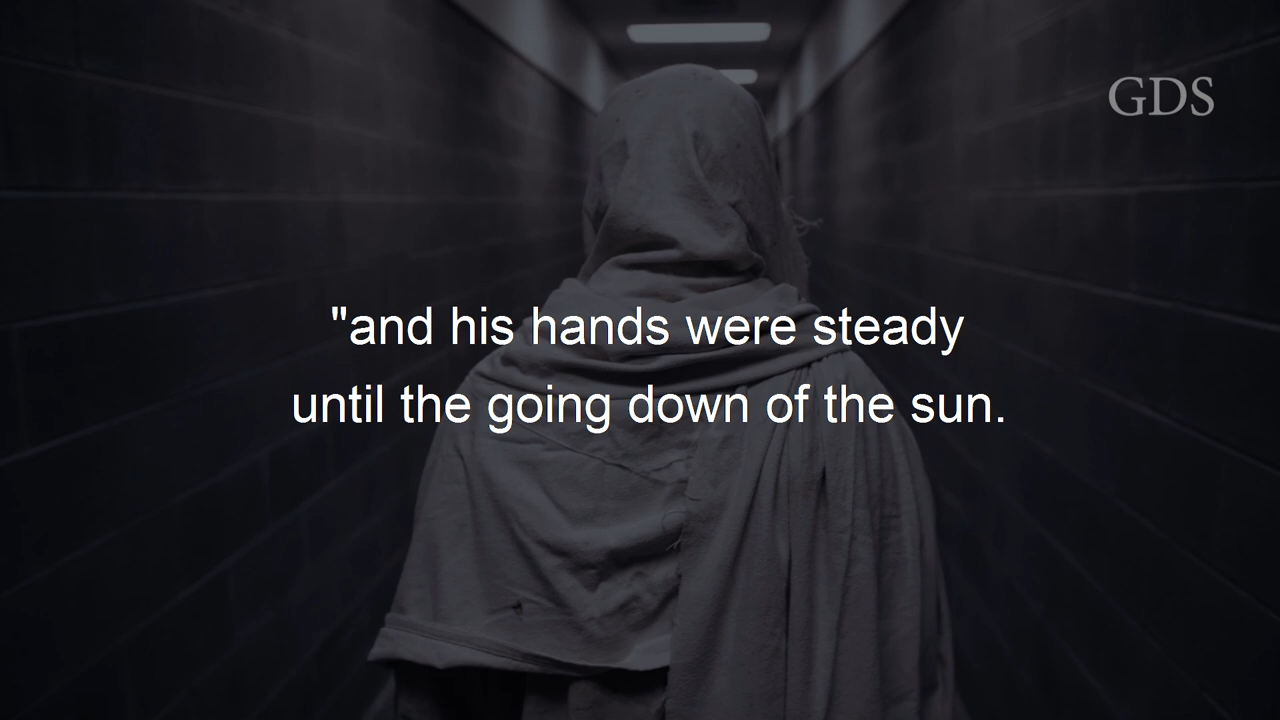 GDS
"and his hands were steady
until the going down of the sun.